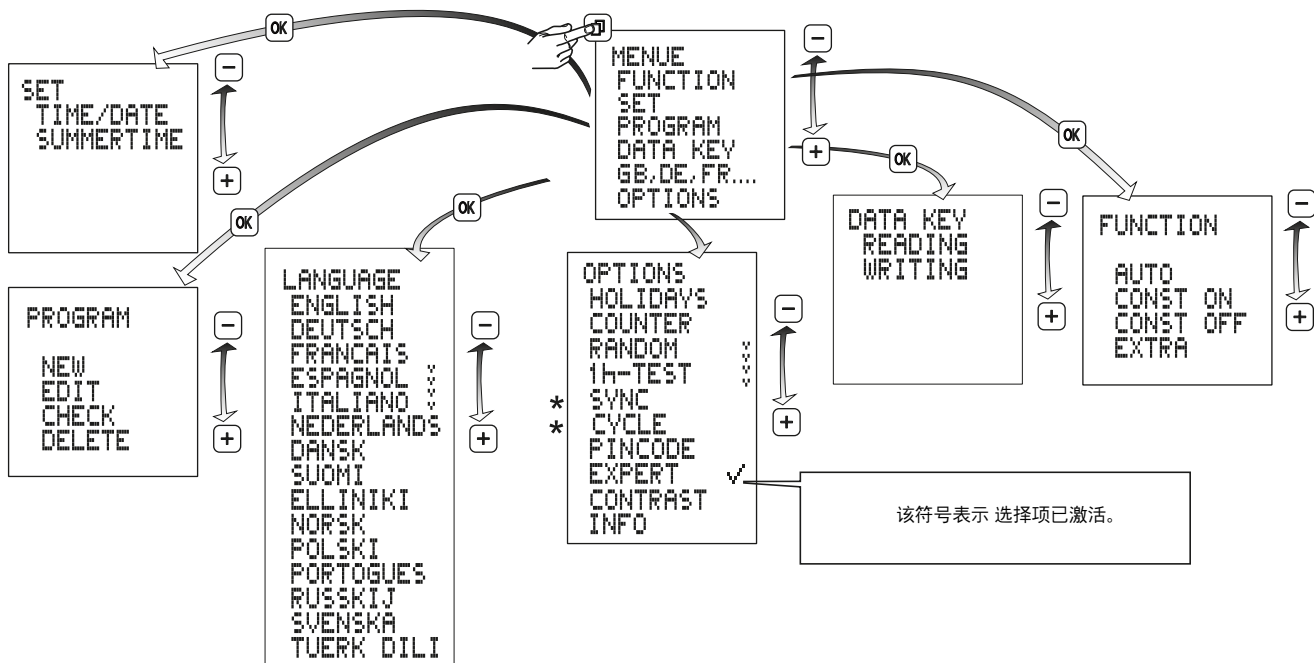 OK
SET
TIME/DATE
SUMMERTIME
−
+
MENUE
FUNCTION
SET
PROGRAM
DATA KEY
GB,DE,FR....
OPTIONS
−
+
OK
PROGRAM
NEW
EDIT
CHECK
DELETE
−
+
OK
LANGUAGE
ENGLISH
DEUTSCH
FRANCAIS
ESPAGNOL
ITALIANO
NEDERLANDS
DANSK
SUOMI
ELLINIKI
NORSK
POLSKI
PORTOGUES
RUSSKIJ
SVENSKA
TUERK DILI
−
+
OPTIONS
HOLIDAYS
COUNTER
RANDOM
1h-TEST
* SYNC
* CYCLE
PINCODE
EXPERT ✓
CONTRAST
INFO
−
+
该符号表示 选择项已激活。
OK
DATA KEY
READING
WRITING
−
+
OK
FUNCTION
AUTO
CONST ON
CONST OFF
EXTRA
−
+